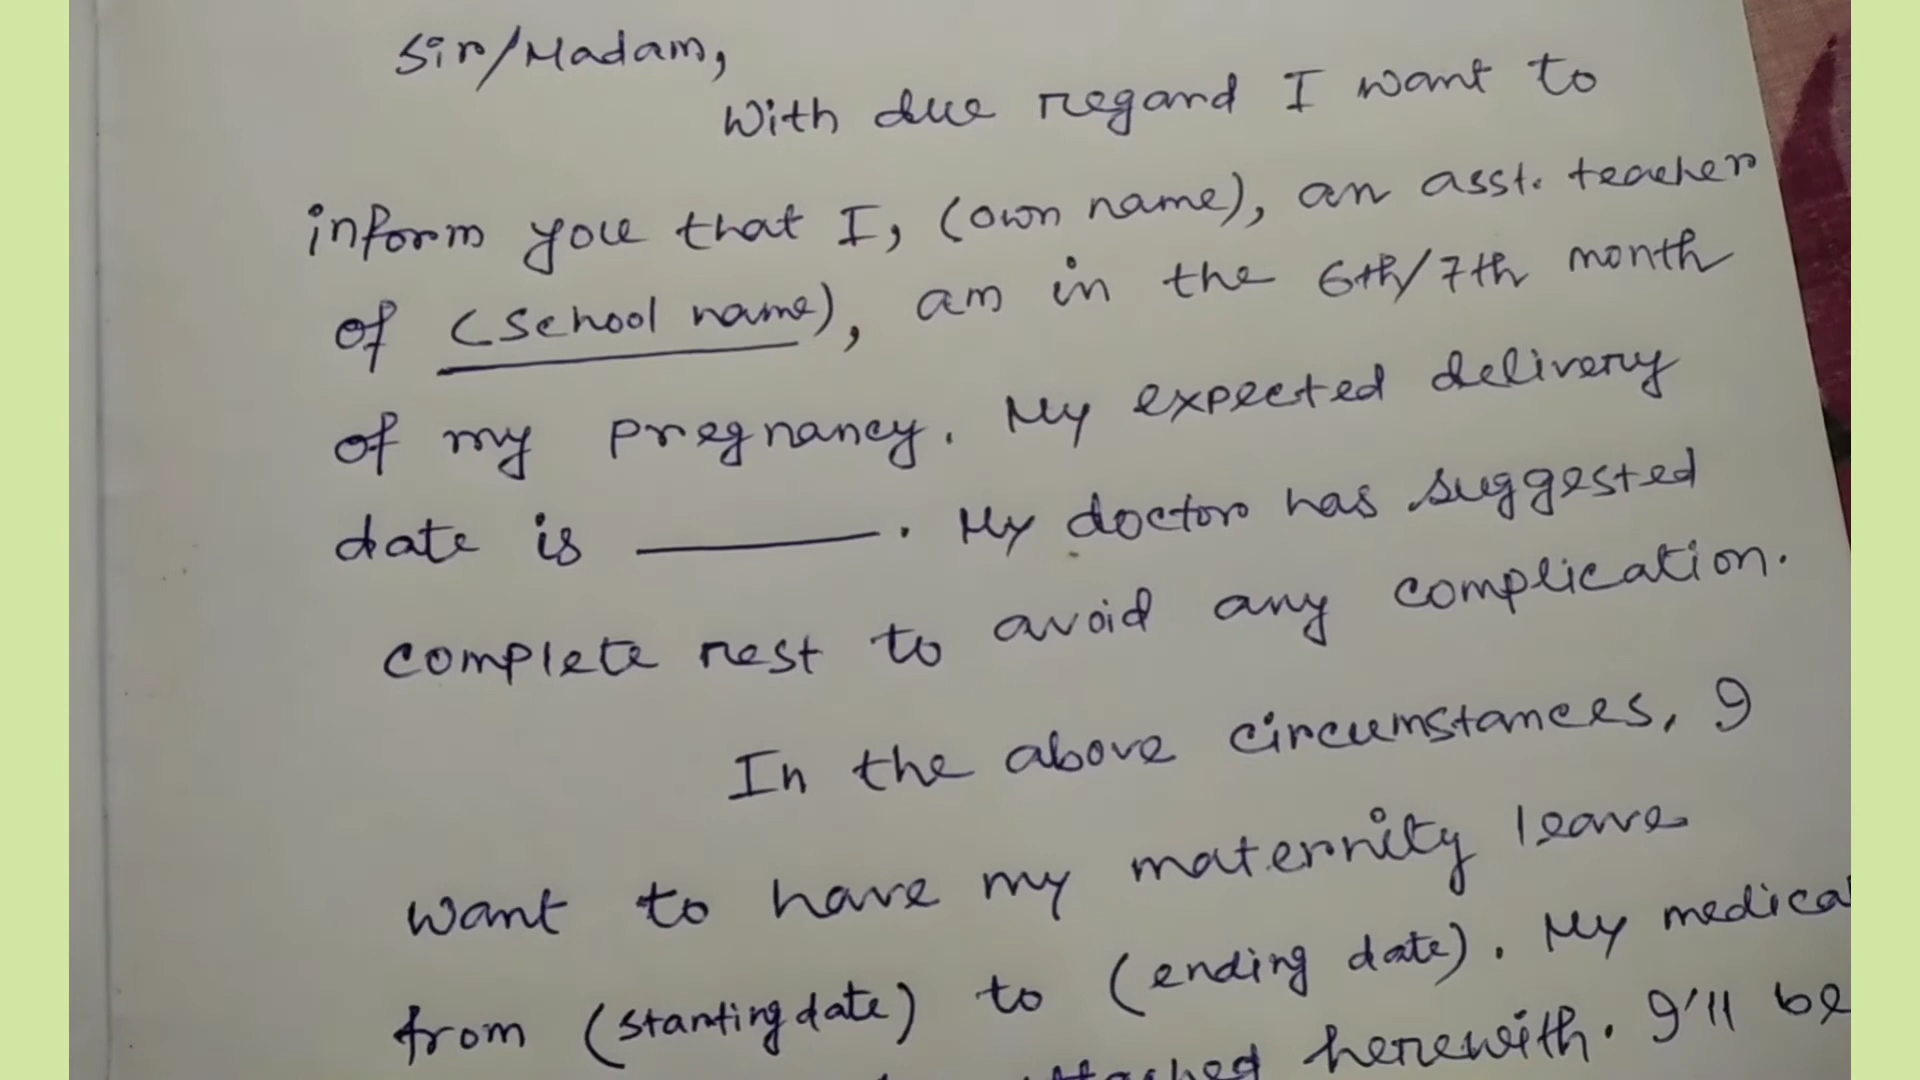 Sir/Madam,
With due regard I want to
inform you that I, (own name), an asst. teacher
of (School name), am in the 6th/7th month
of my pregnancy. My expected delivery
date is ______. My doctor has suggested
complete rest to avoid any complication.
In the above circumstances, I
want to have my maternity leave
from (starting date) to (ending date). My medical
herewith. I'll be